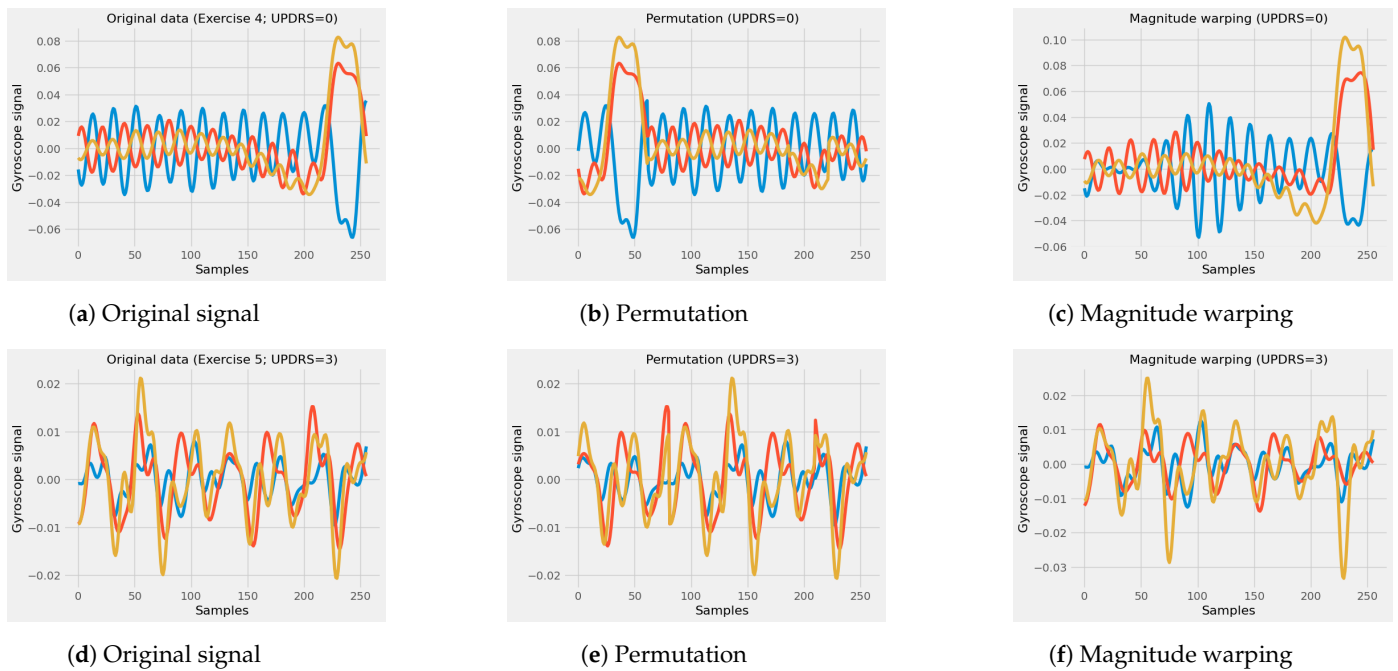 Original data (Exercise 4; UPDRS=0)
Gyroscope signal
0.08
0.06
0.04
0.02
0.00
−0.02
−0.04
−0.06
0 50 100 150 200 250
Samples
(a) Original signal
Permutation (UPDRS=0)
Gyroscope signal
0.08
0.06
0.04
0.02
0.00
−0.02
−0.04
−0.06
0 50 100 150 200 250
Samples
(b) Permutation
Magnitude warping (UPDRS=0)
Gyroscope signal
0.10
0.08
0.06
0.04
0.02
0.00
−0.02
−0.04
−0.06
0 50 100 150 200 250
Samples
(c) Magnitude warping
Original data (Exercise 5; UPDRS=3)
Gyroscope signal
0.02
0.01
0.00
−0.01
−0.02
0 50 100 150 200 250
Samples
(d) Original signal
Permutation (UPDRS=3)
Gyroscope signal
0.02
0.01
0.00
−0.01
−0.02
0 50 100 150 200 250
Samples
(e) Permutation
Magnitude warping (UPDRS=3)
Gyroscope signal
0.02
0.01
0.00
−0.01
−0.02
−0.03
0 50 100 150 200 250
Samples
(f) Magnitude warping